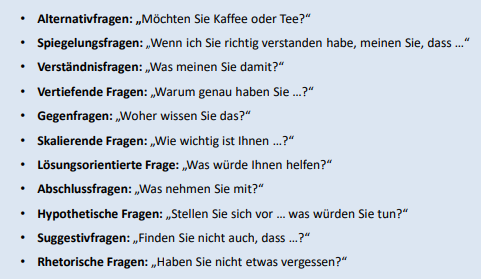 • Alternativfragen: „Möchten Sie Kaffee oder Tee?“
• Spiegelungsfragen: „Wenn ich Sie richtig verstanden habe, meinen Sie, dass …“
• Verständnisfragen: „Was meinen Sie damit?“
• Vertiefende Fragen: „Warum genau haben Sie …?“
• Gegenfragen: „Woher wissen Sie das?“
• Skalierende Fragen: „Wie wichtig ist Ihnen …?“
• Lösungsorientierte Frage: „Was würde Ihnen helfen?“
• Abschlussfragen: „Was nehmen Sie mit?“
• Hypothetische Fragen: „Stellen Sie sich vor … was würden Sie tun?“
• Suggestivfragen: „Finden Sie nicht auch, dass …?“
• Rhetorische Fragen: „Haben Sie nicht etwas vergessen?“